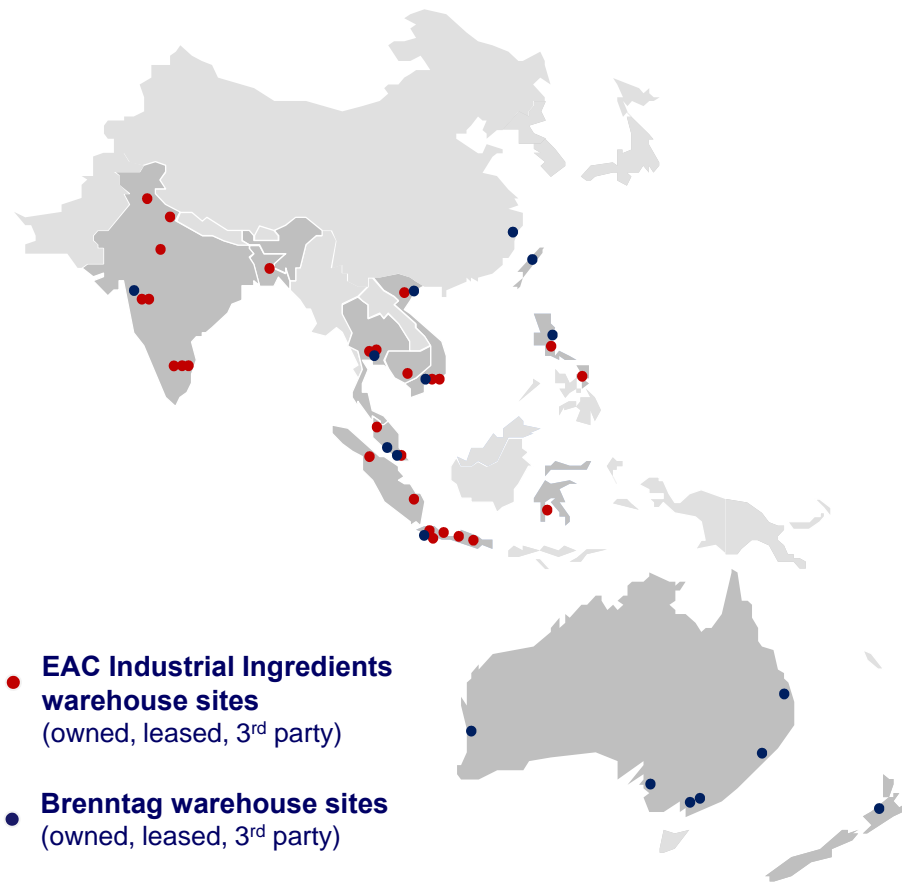 EAC Industrial Ingredients
warehouse sites
(owned, leased, 3rd party)
Brenntag warehouse sites
(owned, leased, 3rd party)